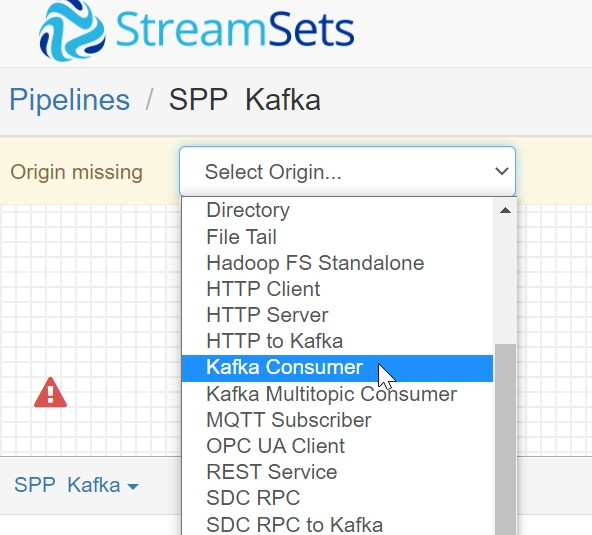 StreamSets
Pipelines / SPP Kafka
Origin missing
Select Origin...
Directory
File Tail
Hadoop FS Standalone
HTTP Client
HTTP Server
HTTP to Kafka
Kafka Consumer
Kafka Multitopic Consumer
MQTT Subscriber
OPC UA Client
REST Service
SDC RPC
SDC RPC to Kafka
SPP Kafka